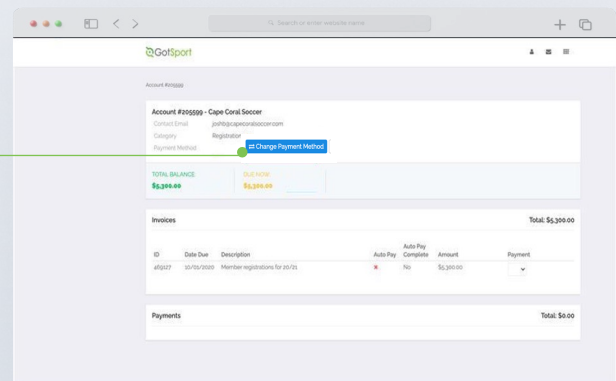 Search or enter website name
GotSport
Account #205599
Account #205599 - Cape Coral Soccer
Contact Email joshb@capecoralsoccer.com
Category Registration
Payment Method ⇄ Change Payment Method
TOTAL BALANCE DUE NOW
$5,300.00 $5,300.00
Invoices Total: $5,300.00
ID Date Due Description Auto Pay Auto Pay Complete Amount Payment
469127 10/01/2020 Member registrations for 20/21 No $5,300.00
Payments Total: $0.00